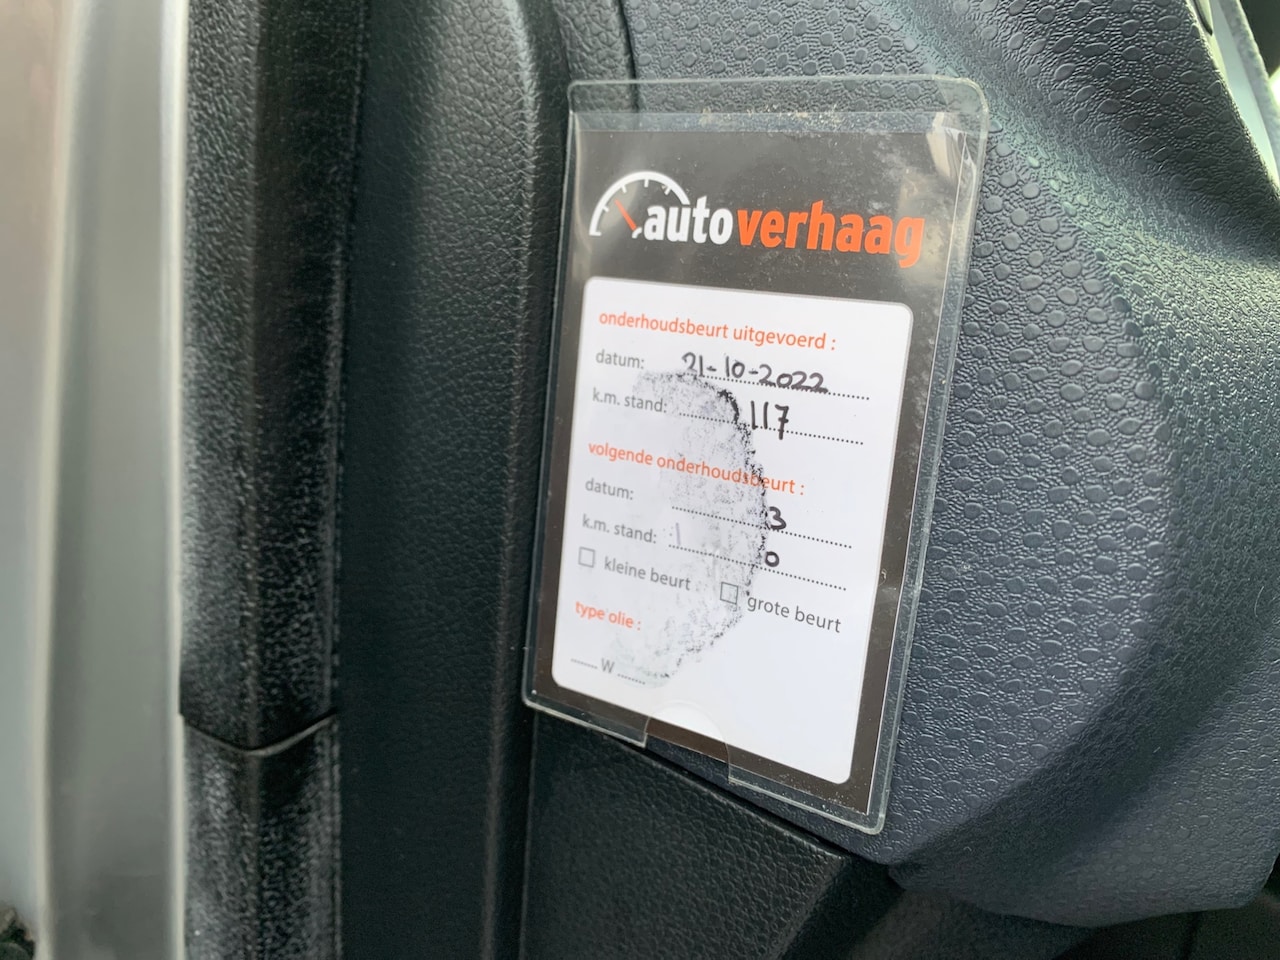 autoverhaag
onderhoudsbeurt uitgevoerd :
datum: 21-10-2022
k.m. stand: 117
volgende onderhoudsbeurt :
datum: 3
k.m. stand: 0
kleine beurt grote beurt
type olie :
W